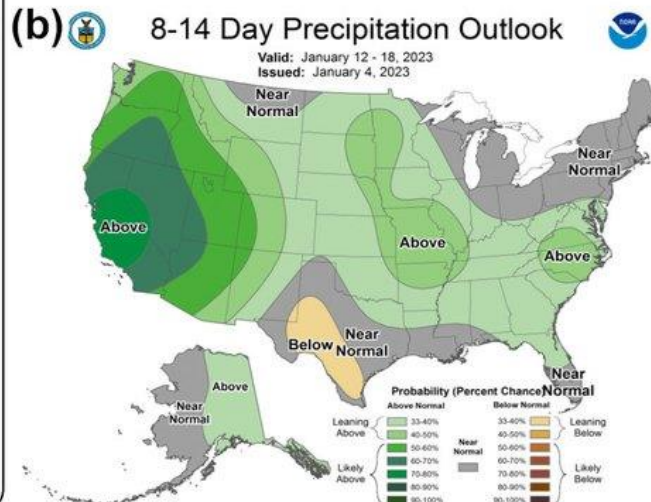 (b)
8-14 Day Precipitation Outlook
Valid: January 12 - 18, 2023
Issued: January 4, 2023
NOAA
Near
Normal
Near
Normal
Above
Above
Above
Below
Near
Normal
Above
Near
Normal
Near
Normal
Probability (Percent Chance)
Above Normal
Below Normal
Leaning
Above
33-40%
40-50%
Likely
Above
50-60%
60-70%
70-80%
80-90%
90-100%
Near
Normal
33-40%
40-50%
Leaning
Below
50-60%
60-70%
70-80%
80-90%
90-100%
Likely
Below